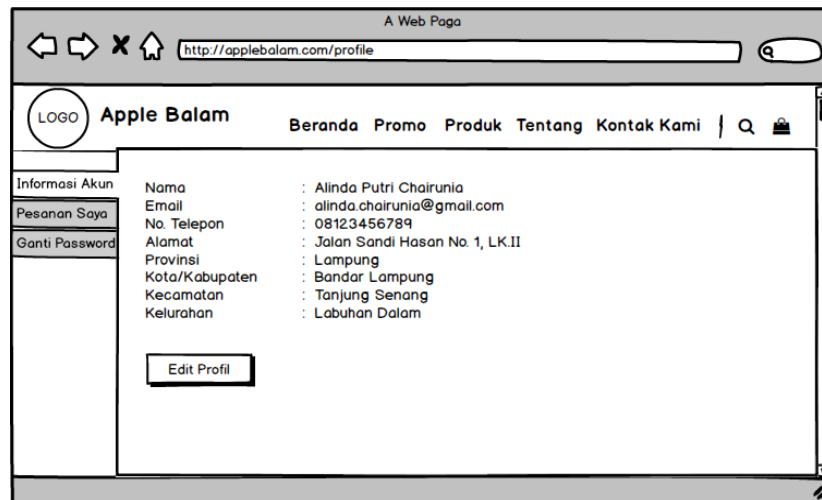 A Web Paga
http://applebalam.com/profile
LOGO Apple Balam Beranda Promo Produk Tentang Kontak Kami
Informasi Akun
Pesanan Saya
Ganti Password
Nama : Alinda Putri Chairunia
Email : alinda.chairunia@gmail.com
No. Telepon : 08123456789
Alamat : Jalan Sandi Hasan No. 1, LK.II
Provinsi : Lampung
Kota/Kabupaten : Bandar Lampung
Kecamatan : Tanjung Senang
Kelurahan : Labuhan Dalam
Edit Profil